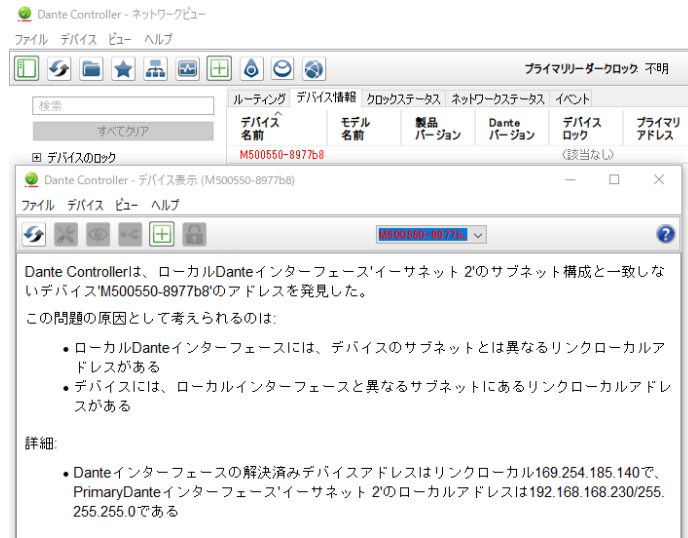 Dante Controller - ネットワークビュー
ファイル デバイス ビュー ヘルプ
プライマリリーダークロック: 不明
検索
すべてクリア
デバイスのロック
ルーティング デバイス情報 クロックステータス ネットワークステータス イベント
デバイス名前 モデル名前 製品バージョン Danteバージョン デバイスロック プライマリアドレス
M500550-8977b8 (該当なし)
Dante Controller - デバイス表示 (M500550-8977b8)
ファイル デバイス ビュー ヘルプ
M500550-8977b.
Dante Controllerは、ローカルDanteインターフェース'イーサネット 2'のサブネット構成と一致しな
いデバイス'M500550-8977b8'のアドレスを発見した。
この問題の原因として考えられるのは:
• ローカルDanteインターフェースには、デバイスのサブネットとは異なるリンクローカルア
ドレスがある
• デバイスには、ローカルインターフェースと異なるサブネットにあるリンクローカルアドレ
スがある
詳細:
• Danteインターフェースの解決済みデバイスアドレスはリンクローカル169.254.185.140で、
PrimaryDanteインターフェース'イーサネット 2'のローカルアドレスは192.168.168.230/255.
255.255.0である